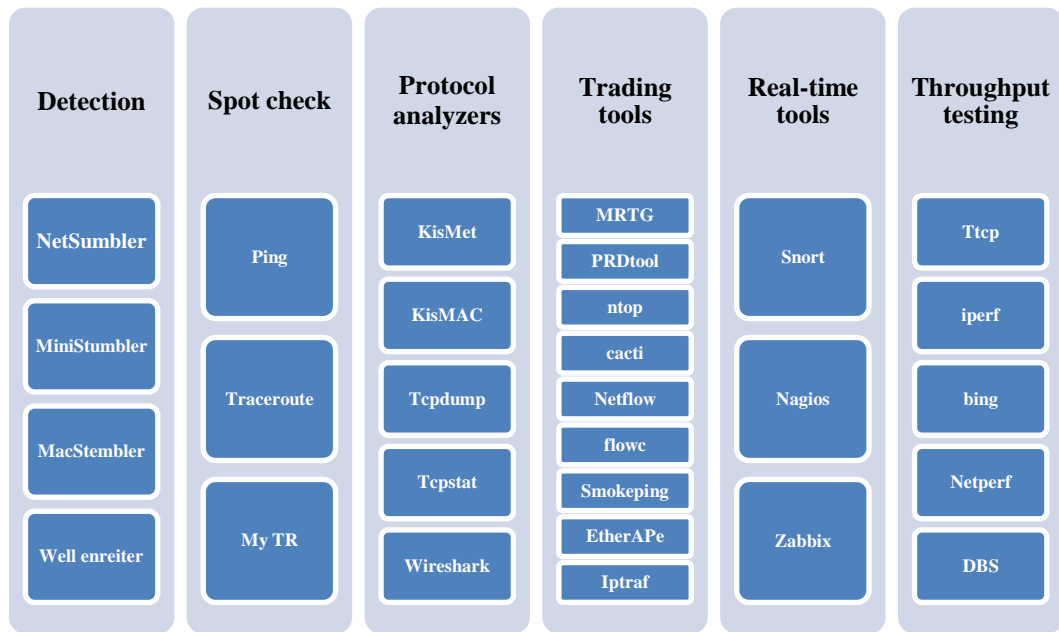 Detection
NetSumbler
MiniStumbler
MacStembler
Well enreiter
Spot check
Ping
Traceroute
My TR
Protocol
analyzers
KisMet
KisMAC
Tcpdump
Tcpstat
Wireshark
Trading
tools
MRTG
PRDtool
ntop
cacti
Netflow
flowc
Smokeping
EtherAPe
Iptraf
Real-time
tools
Snort
Nagios
Zabbix
Throughput
testing
Ttcp
iperf
bing
Netperf
DBS